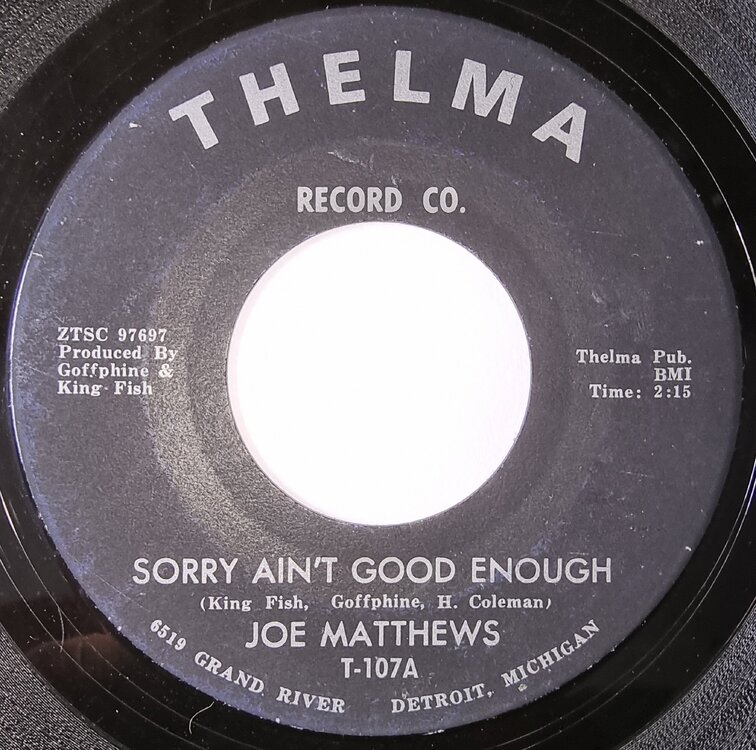 THELMA
RECORD CO.
ZTSC 97697
Produced By
Goffphine &
King Fish
Thelma Pub.
BMI
Time: 2:15
SORRY AIN'T GOOD ENOUGH
(King Fish, Goffphine, H. Coleman)
JOE MATTHEWS
T-107A
6519 GRAND RIVER DETROIT, MICHIGAN